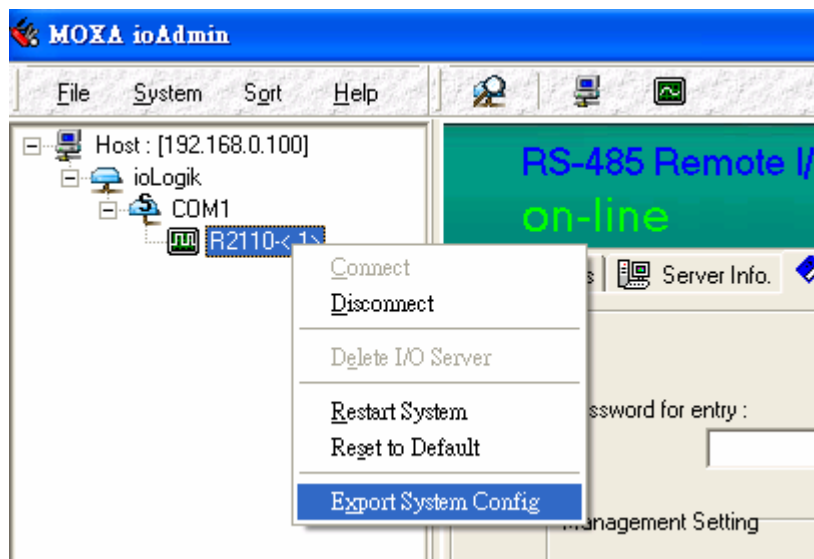 MOXA ioAdmin
File System Sort Help
Host : [192.168.0.100]
ioLogik
COM1
R2110-< 1>
RS-485 Remote I/
on-line
Server Info.
Connect
Disconnect
Delete I/O Server
Restart System
Reset to Default
Export System Config
ssword for entry :
Management Setting